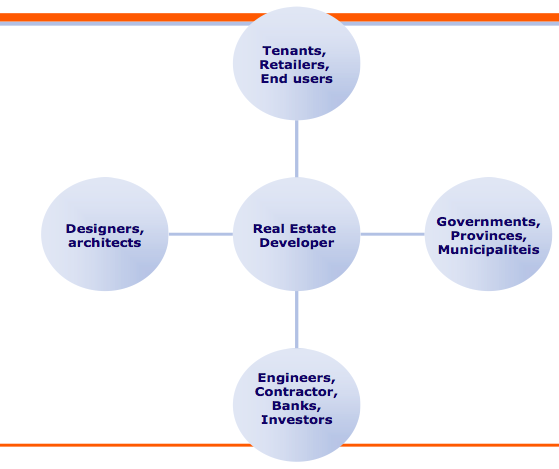 Tenants,
Retailers,
End users
Designers,
architects
Real Estate
Developer
Governments,
Provinces,
Municipaliteis
Engineers,
Contractor,
Banks,
Investors